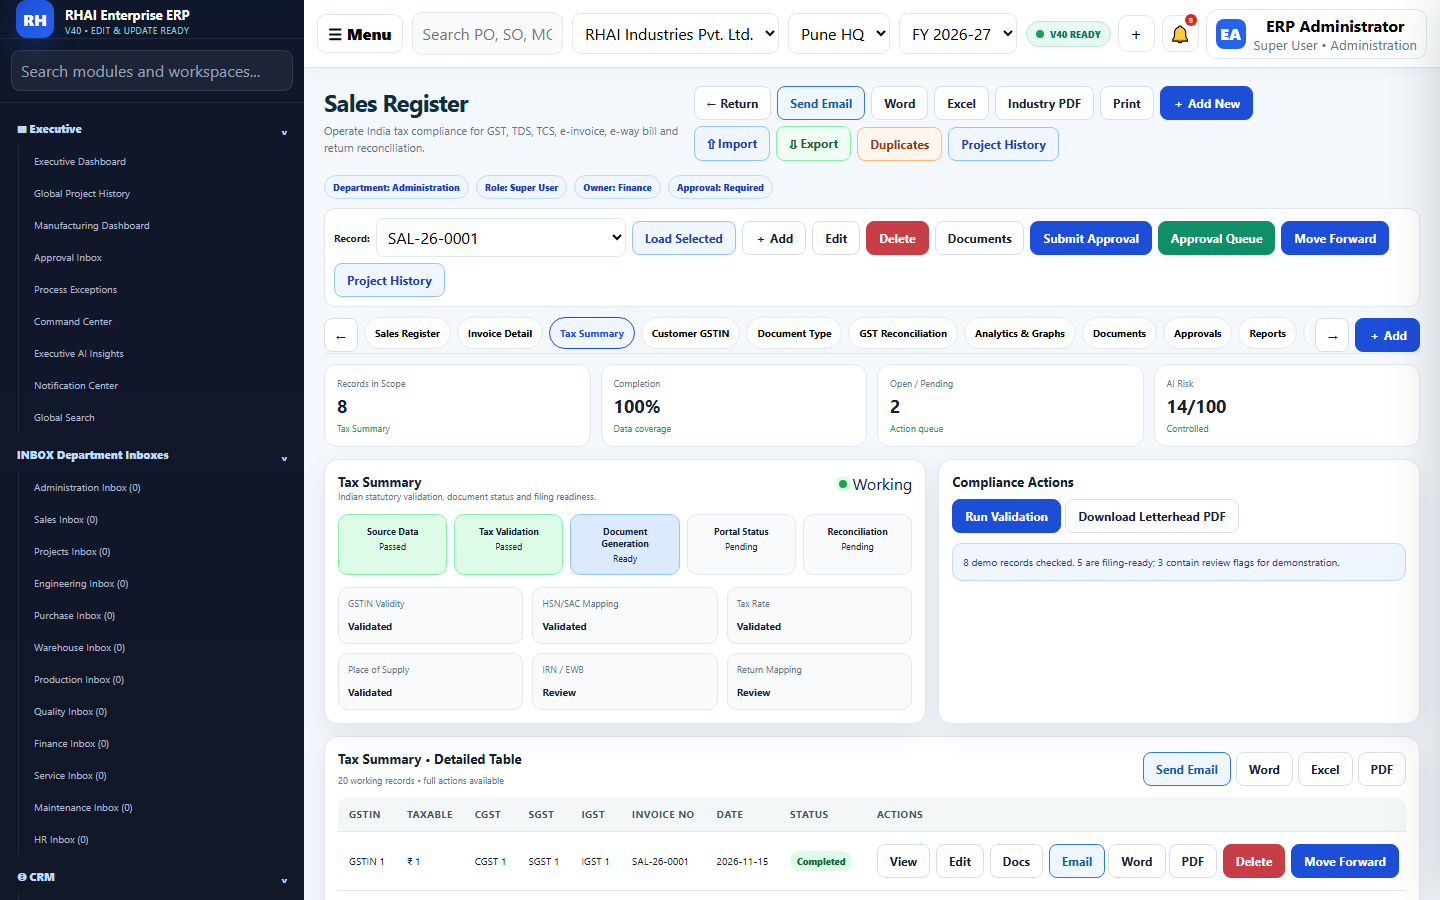 RH
RHAI Enterprise ERP
V40 • EDIT & UPDATE READY
Search modules and workspaces...
Executive
Executive Dashboard
Global Project History
Manufacturing Dashboard
Approval Inbox
Process Exceptions
Command Center
Executive AI Insights
Notification Center
Global Search
INBOX Department Inboxes
Administration Inbox (0)
Sales Inbox (0)
Projects Inbox (0)
Engineering Inbox (0)
Purchase Inbox (0)
Warehouse Inbox (0)
Production Inbox (0)
Quality Inbox (0)
Finance Inbox (0)
Service Inbox (0)
Maintenance Inbox (0)
HR Inbox (0)
CRM
☰ Menu
Search PO, SO, MC
RHAI Industries Pvt. Ltd.
Pune HQ
FY 2026-27
V40 READY
+
8
EA
ERP Administrator
Super User • Administration
Sales Register
Operate India tax compliance for GST, TDS, TCS, e-invoice, e-way bill and
return reconciliation.
← Return
Send Email
Word
Excel
Industry PDF
Print
+ Add New
⇧ Import
⇩ Export
Duplicates
Project History
Department: Administration
Role: Super User
Owner: Finance
Approval: Required
Record:
SAL-26-0001
Load Selected
+ Add
Edit
Delete
Documents
Submit Approval
Approval Queue
Move Forward
Project History
←
Sales Register
Invoice Detail
Tax Summary
Customer GSTIN
Document Type
GST Reconciliation
Analytics & Graphs
Documents
Approvals
Reports
→
+ Add
Records in Scope
8
Tax Summary
Completion
100%
Data coverage
Open / Pending
2
Action queue
AI Risk
14/100
Controlled
Tax Summary
Indian statutory validation, document status and filing readiness.
Working
Source Data
Passed
Tax Validation
Passed
Document
Generation
Ready
Portal Status
Pending
Reconciliation
Pending
GSTIN Validity
Validated
HSN/SAC Mapping
Validated
Tax Rate
Validated
Place of Supply
Validated
IRN / EWB
Review
Return Mapping
Review
Compliance Actions
Run Validation
Download Letterhead PDF
8 demo records checked. 5 are filing-ready; 3 contain review flags for demonstration.
Tax Summary • Detailed Table
20 working records • full actions available
Send Email
Word
Excel
PDF
GSTIN TAXABLE CGST SGST IGST INVOICE NO DATE STATUS ACTIONS
GSTIN 1 ₹ 1 CGST 1 SGST 1 IGST 1 SAL-26-0001 2026-11-15 Completed View Edit Docs Email Word PDF Delete Move Forward